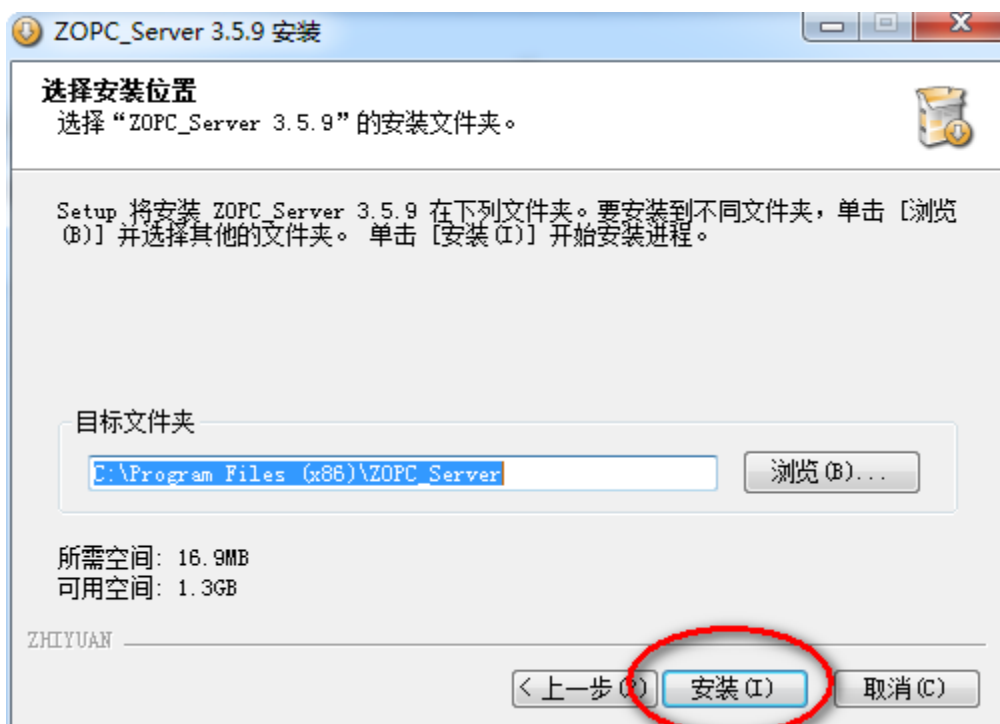 ZOPC_Server 3.5.9 安装
选择安装位置
选择“ZOPC_Server 3.5.9”的安装文件夹。
Setup 将安装 ZOPC_Server 3.5.9 在下列文件夹。要安装到不同文件夹，单击 [浏览
(B)] 并选择其他的文件夹。 单击 [安装(I)] 开始安装进程。
目标文件夹
C:\Program Files (x86)\ZOPC_Server
浏览(B)...
所需空间: 16.9MB
可用空间: 1.3GB
ZHIYUAN
< 上一步(P)
安装(I)
取消(C)